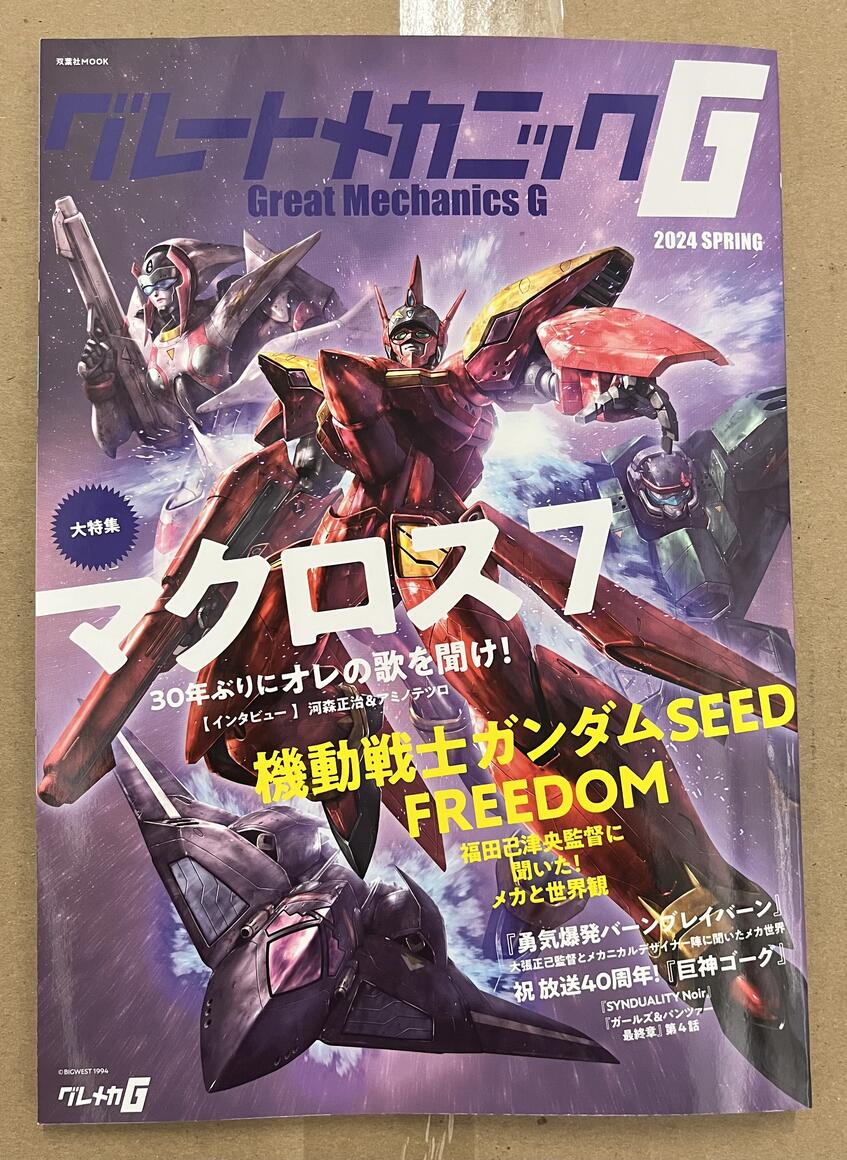 双葉社MOOK
グレートメカニックG
Great Mechanics G
2024 SPRING
大特集
マクロス7
30年ぶりにオレの歌を聞け!
【インタビュー】 河森正治&アミノテツロ
機動戦士ガンダムSEED
FREEDOM
福田己津央監督に
聞いた!
メカと世界観
『勇気爆発バーンブレイバーン』
大張正己監督とメカニカルデザイナー陣に聞いたメカ世界
祝 放送40周年!『巨神ゴーグ』
『SYNDUALITY Noir』
『ガールズ&パンツァー
最終章』第4話
©BIGWEST 1994
グレメカG